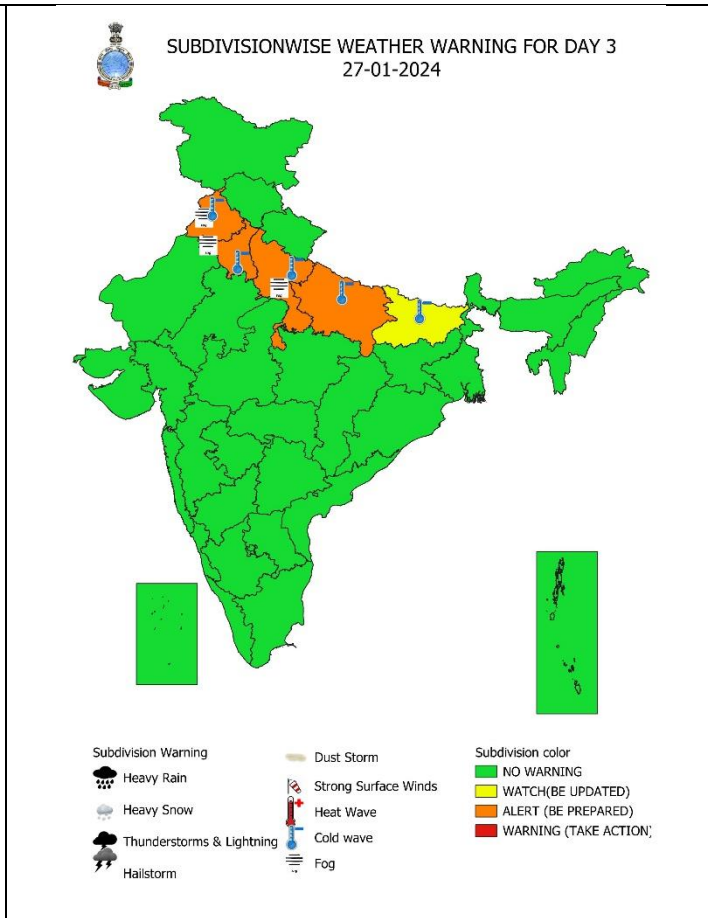 SUBDIVISIONWISE WEATHER WARNING FOR DAY 3
27-01-2024
Subdivision Warning
Heavy Rain
Heavy Snow
Thunderstorms & Lightning
Hailstorm
Dust Storm
Strong Surface Winds
Heat Wave
Cold wave
Fog
Subdivision color
NO WARNING
WATCH(BE UPDATED)
ALERT (BE PREPARED)
WARNING (TAKE ACTION)